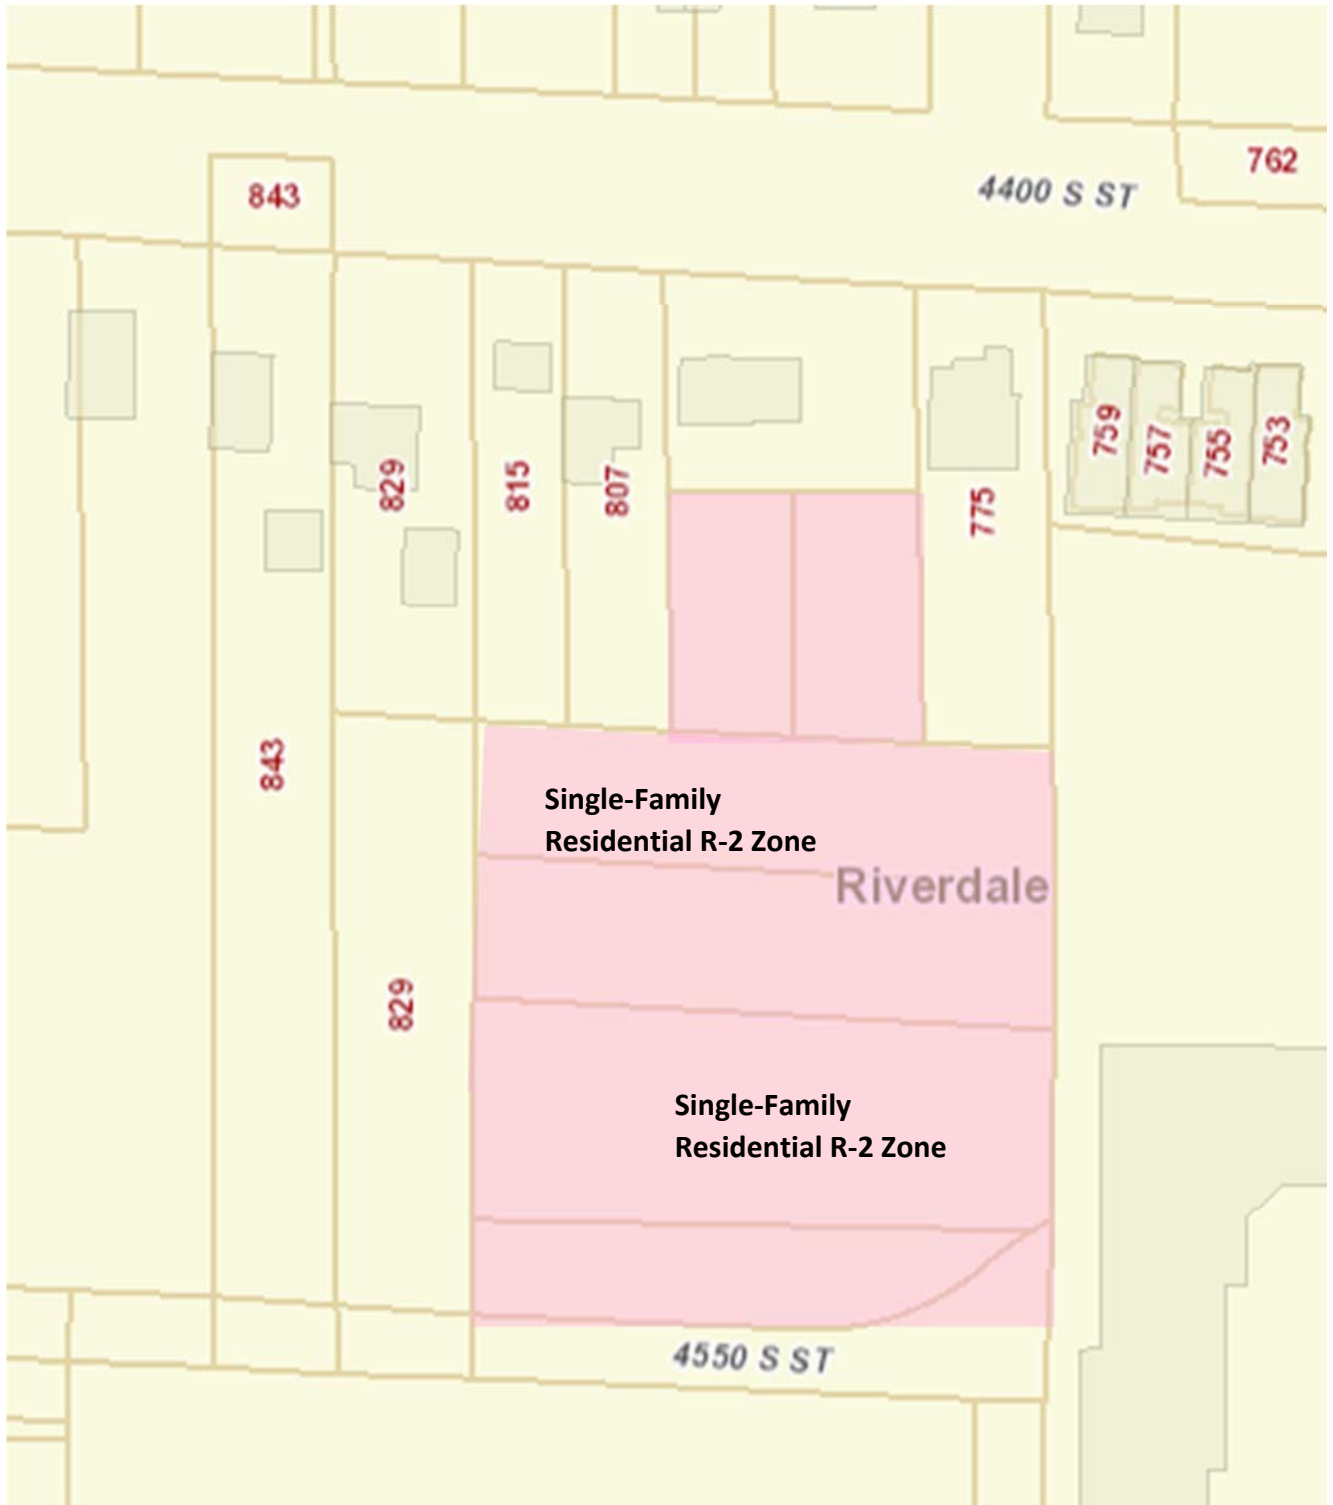 762
4400 S ST
843
759
757
755
753
829
815
807
775
843
Single-Family
Residential R-2 Zone
Riverdale
829
Single-Family
Residential R-2 Zone
4550 S ST